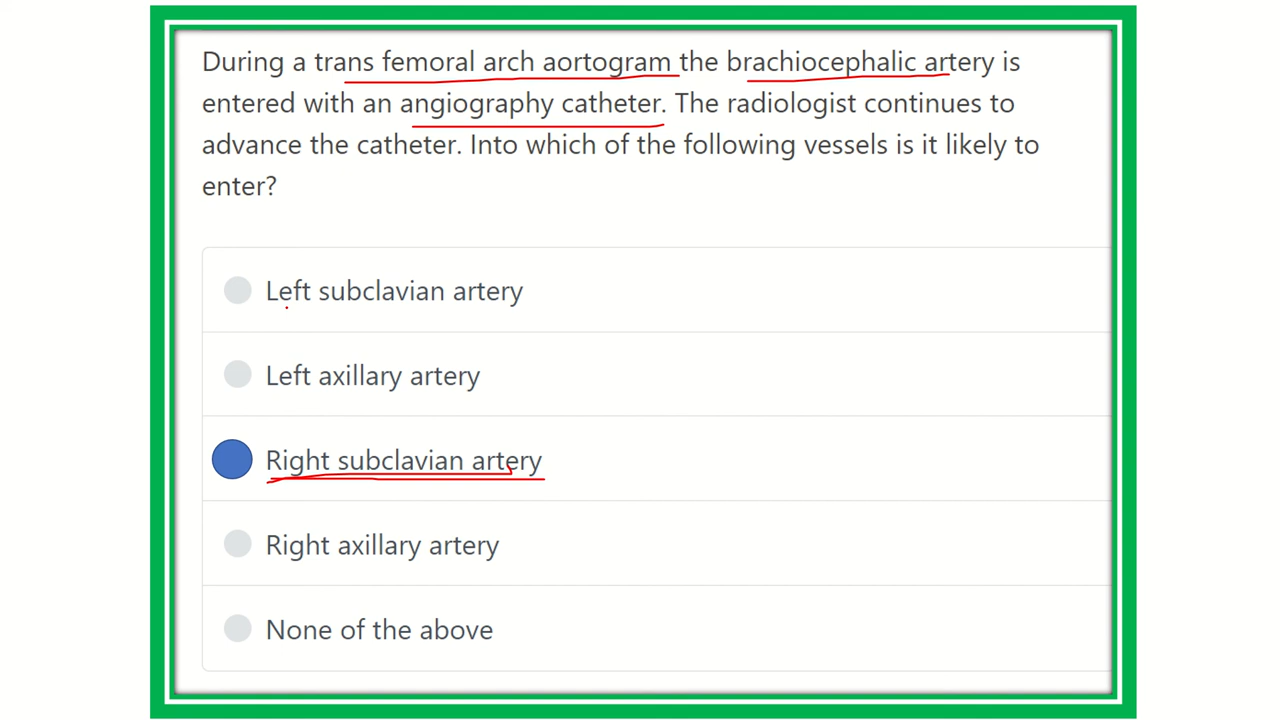 During a trans femoral arch aortogram the brachiocephalic artery is
entered with an angiography catheter. The radiologist continues to
advance the catheter. Into which of the following vessels is it likely to
enter?
Left subclavian artery
Left axillary artery
Right subclavian artery
Right axillary artery
None of the above